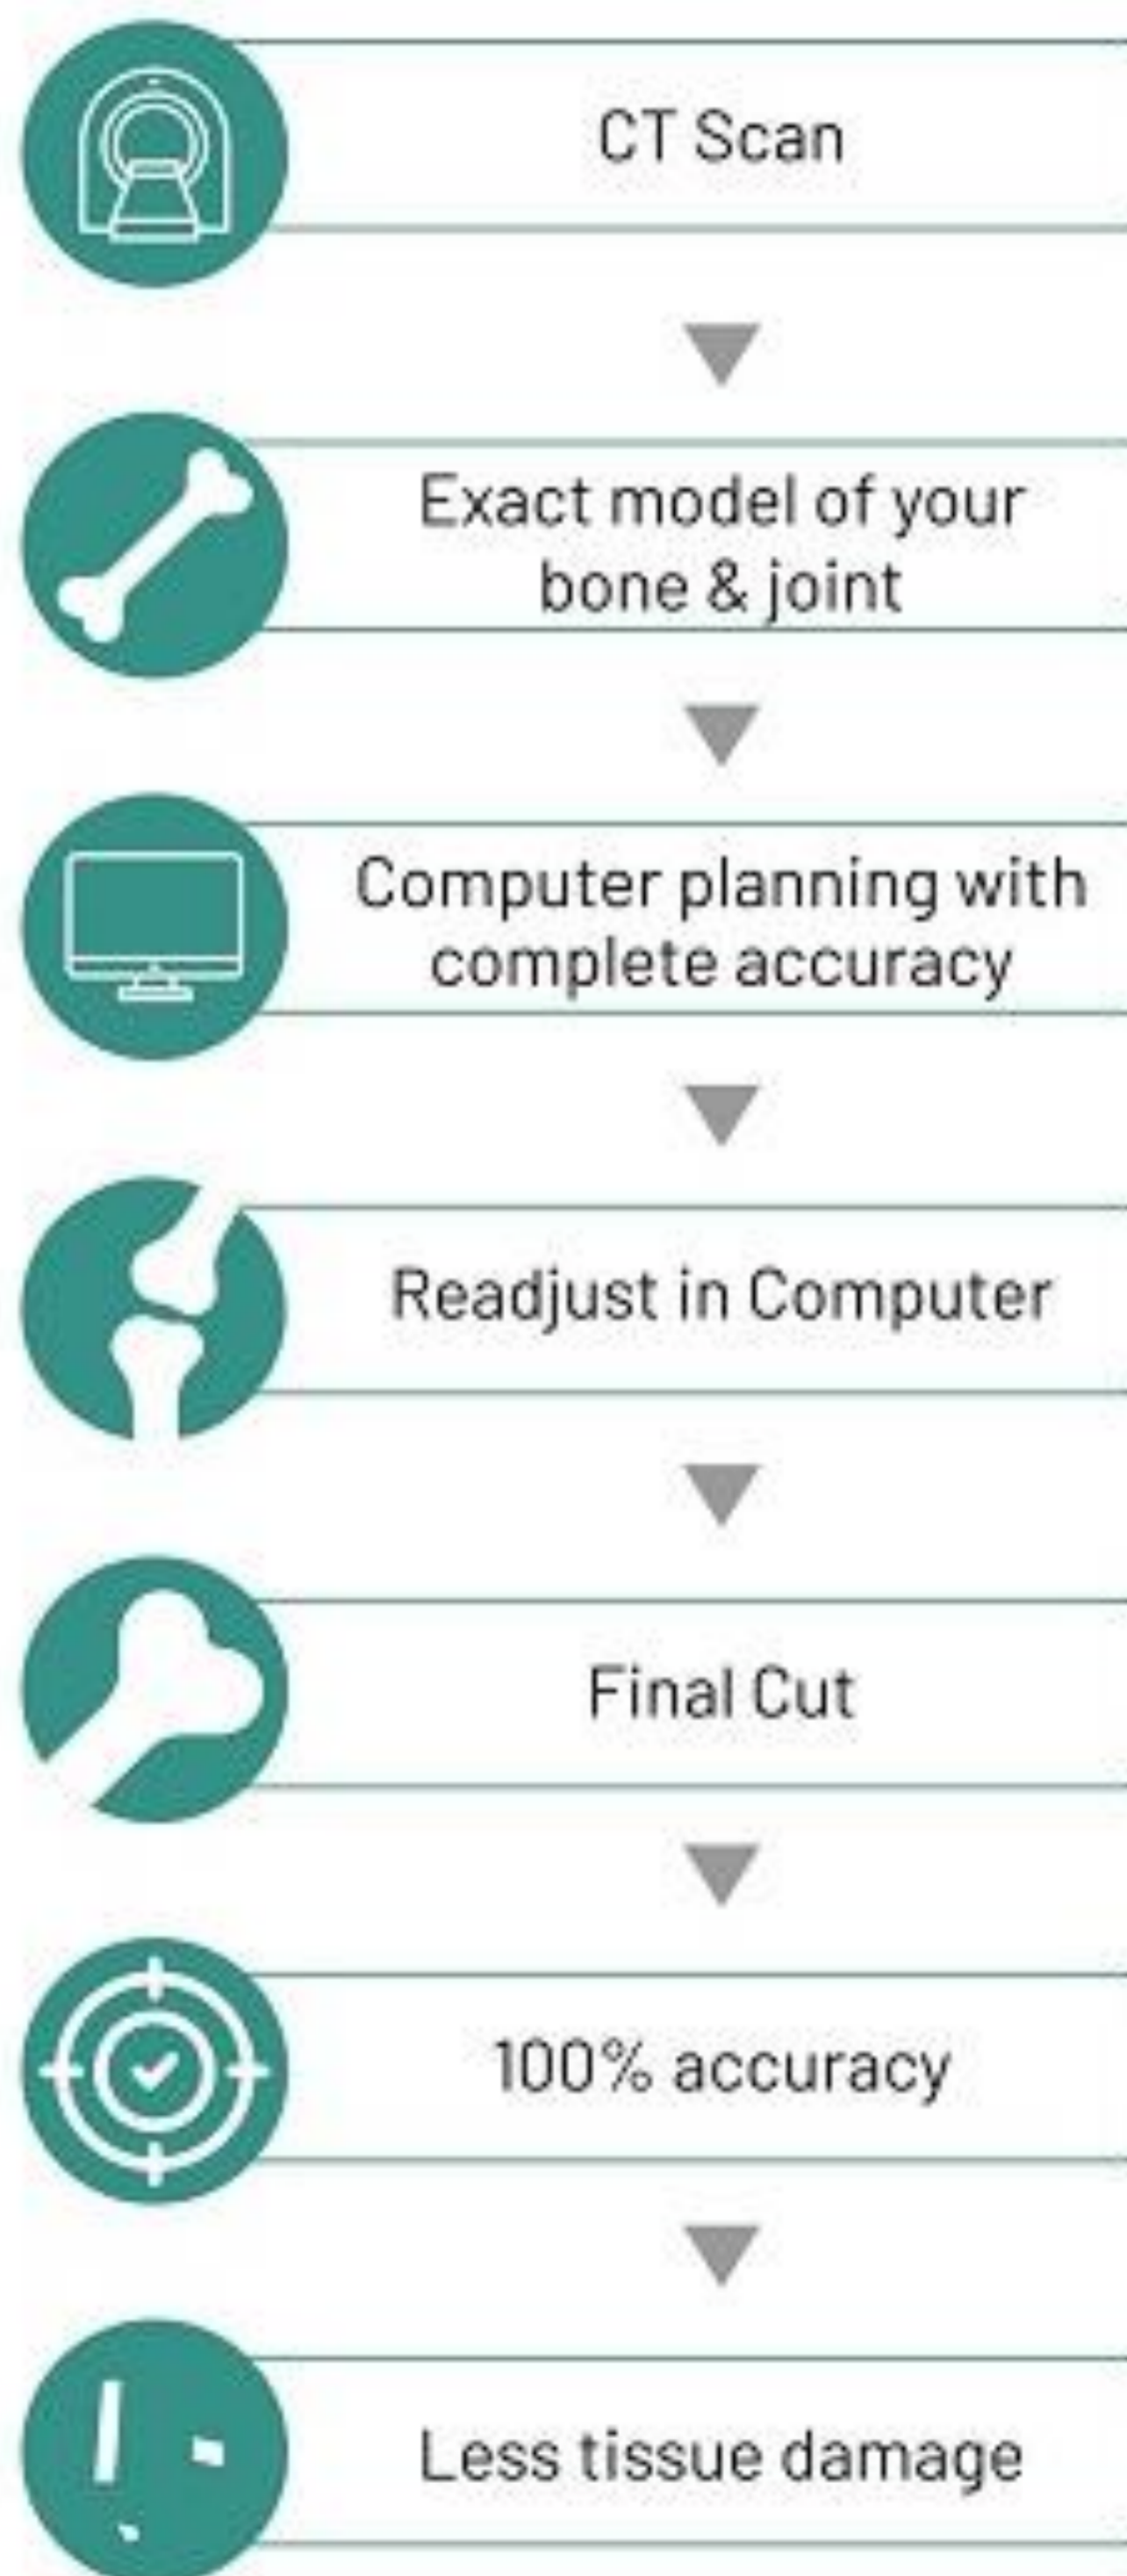 CT Scan
Exact model of your
bone & joint
Computer planning with
complete accuracy
Readjust in Computer
Final Cut
100% accuracy
Less tissue damage